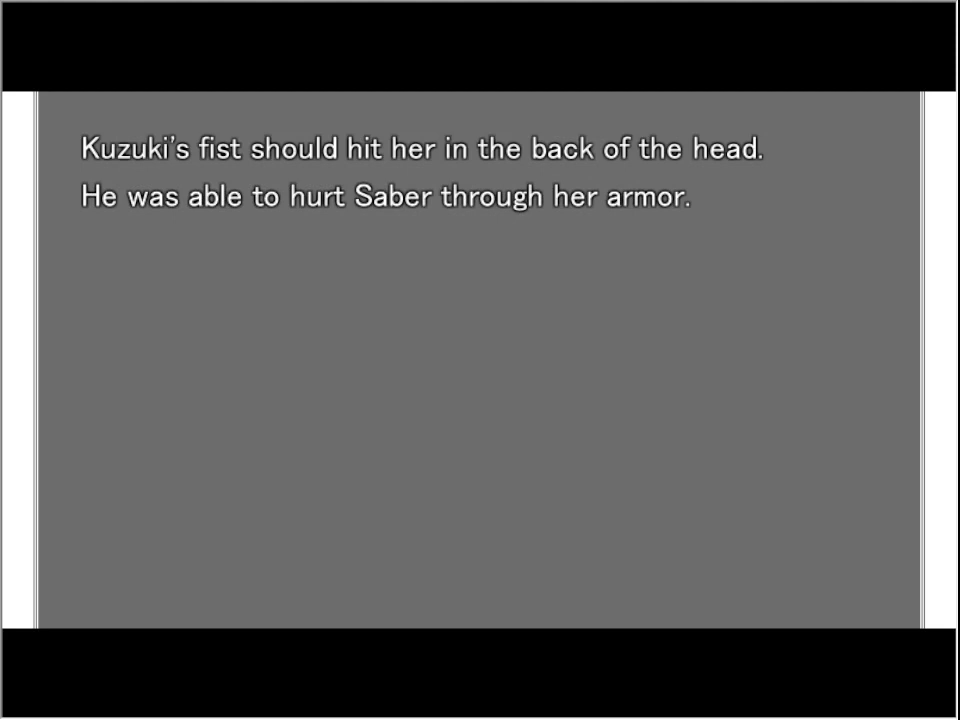 Kuzuki's fist should hit her in the back of the head.
He was able to hurt Saber through her armor.